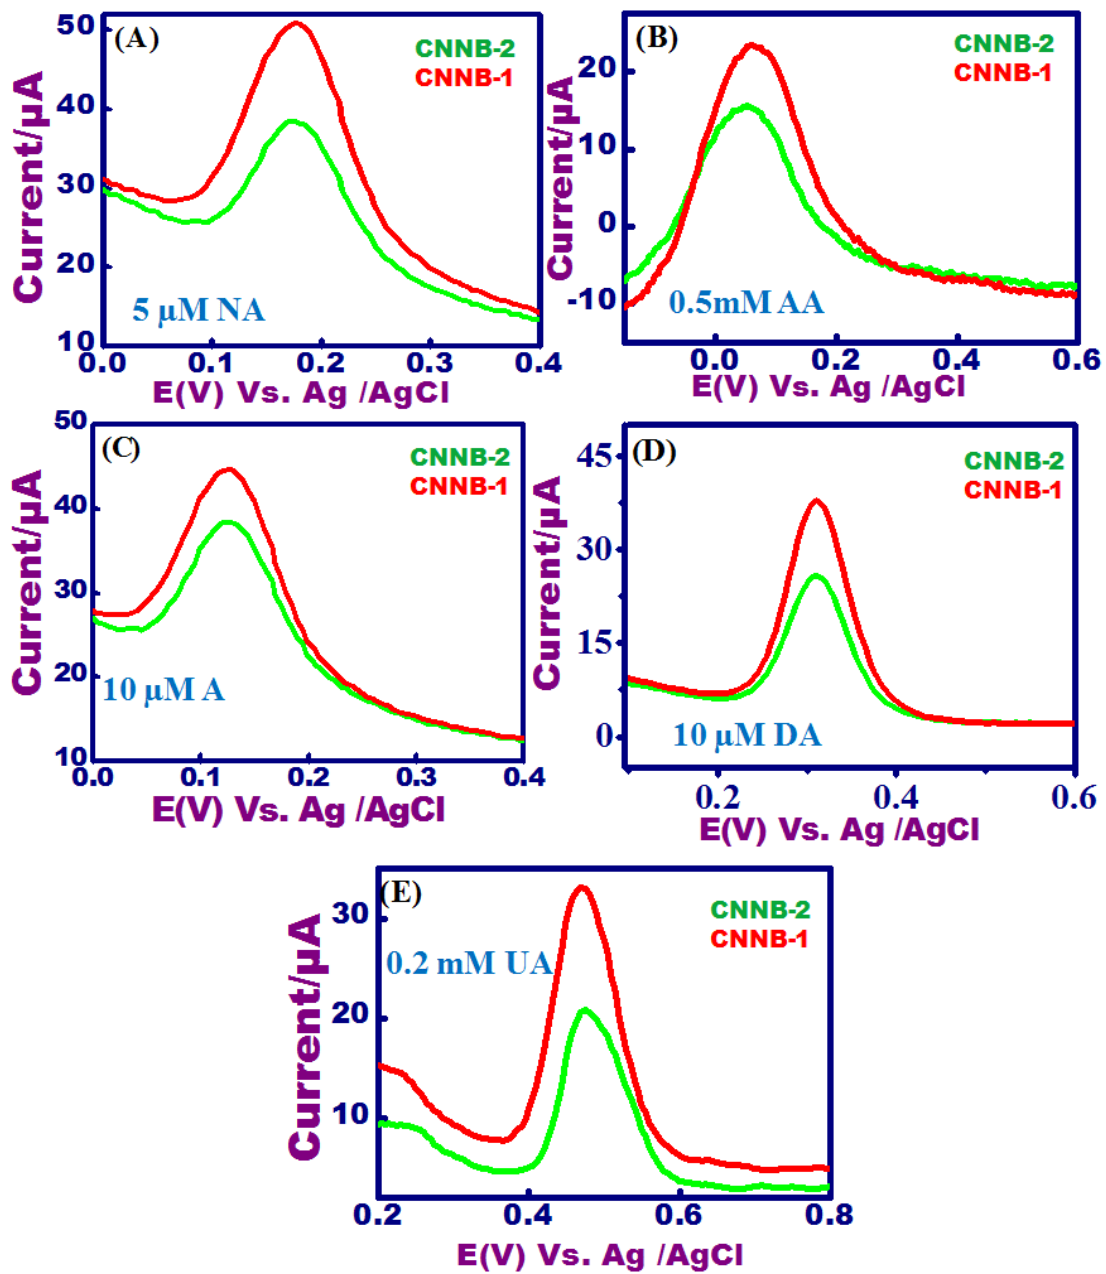 (A)
CNNB-2
CNNB-1
Current/µA
50
40
30
20
10
5 µM NA
0.0 0.1 0.2 0.3 0.4
E(V) Vs. Ag /AgCl
(B)
CNNB-2
CNNB-1
Current/µA
20
10
0
-10
0.5mM AA
0.0 0.2 0.4 0.6
E(V) Vs. Ag /AgCl
(C)
CNNB-2
CNNB-1
Current/µA
50
40
30
20
10
10 µM A
0.0 0.1 0.2 0.3 0.4
E(V) Vs. Ag /AgCl
(D)
CNNB-2
CNNB-1
Current/µA
45
30
15
0
10 µM DA
0.2 0.4 0.6
E(V) Vs. Ag /AgCl
(E)
CNNB-2
CNNB-1
Current/µA
30
20
10
0.2 mM UA
0.2 0.4 0.6 0.8
E(V) Vs. Ag /AgCl